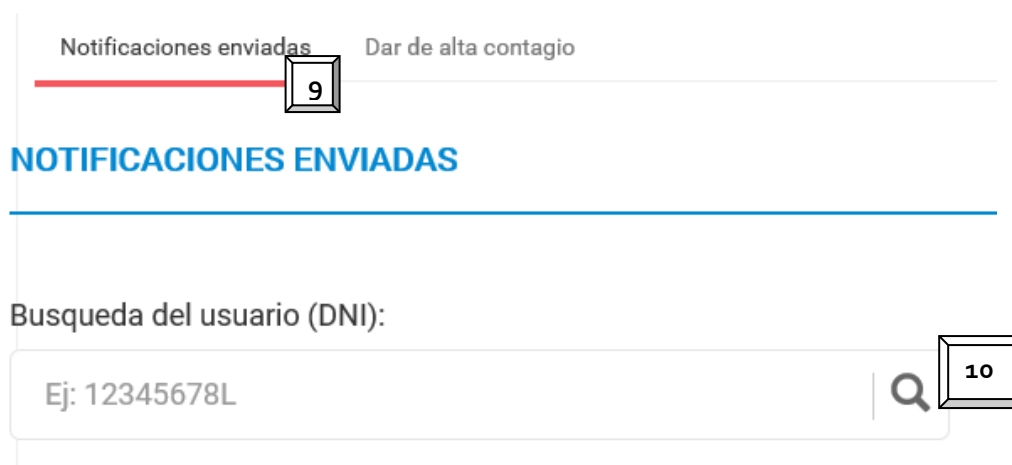 Notificaciones enviadas Dar de alta contagio
9
NOTIFICACIONES ENVIADAS
Busqueda del usuario (DNI):
10
Ej: 12345678L